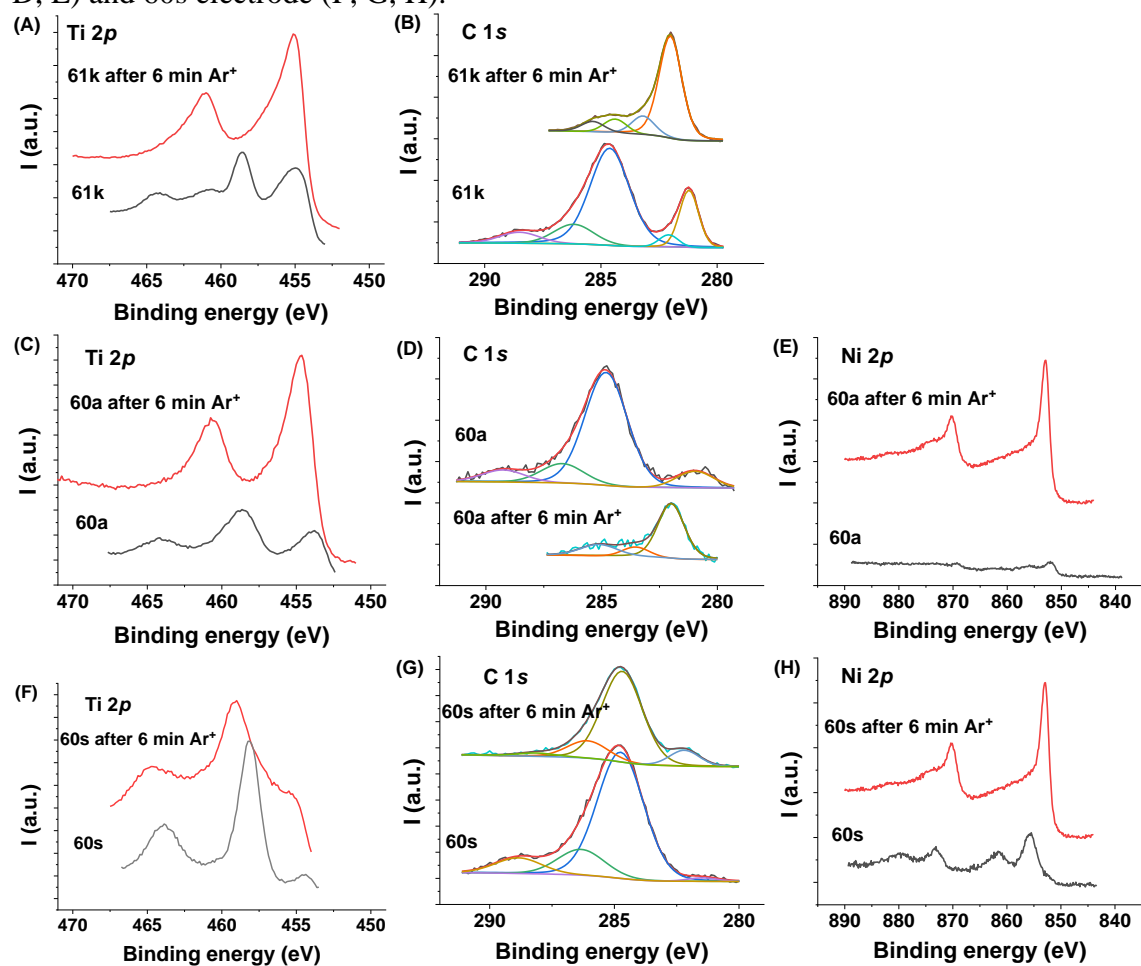 D, E) and 60s electrode (F, G, H).
(A)
Ti 2p
61k after 6 min Ar+
61k
I (a.u.)
470 465 460 455 450
Binding energy (eV)
(B)
C 1s
61k after 6 min Ar+
61k
I (a.u.)
290 285 280
Binding energy (eV)
(C)
Ti 2p
60a after 6 min Ar+
60a
I (a.u.)
470 465 460 455 450
Binding energy (eV)
(D)
C 1s
60a
60a after 6 min Ar+
I (a.u.)
290 285 280
Binding energy (eV)
(E)
Ni 2p
60a after 6 min Ar+
60a
I (a.u.)
890 880 870 860 850 840
Binding energy (eV)
(F)
Ti 2p
60s after 6 min Ar+
60s
I (a.u.)
470 465 460 455 450
Binding energy (eV)
(G)
C 1s
60s after 6 min Ar+
60s
I (a.u.)
290 285 280
Binding energy (eV)
(H)
Ni 2p
60s after 6 min Ar+
60s
I (a.u.)
890 880 870 860 850 840
Binding energy (eV)